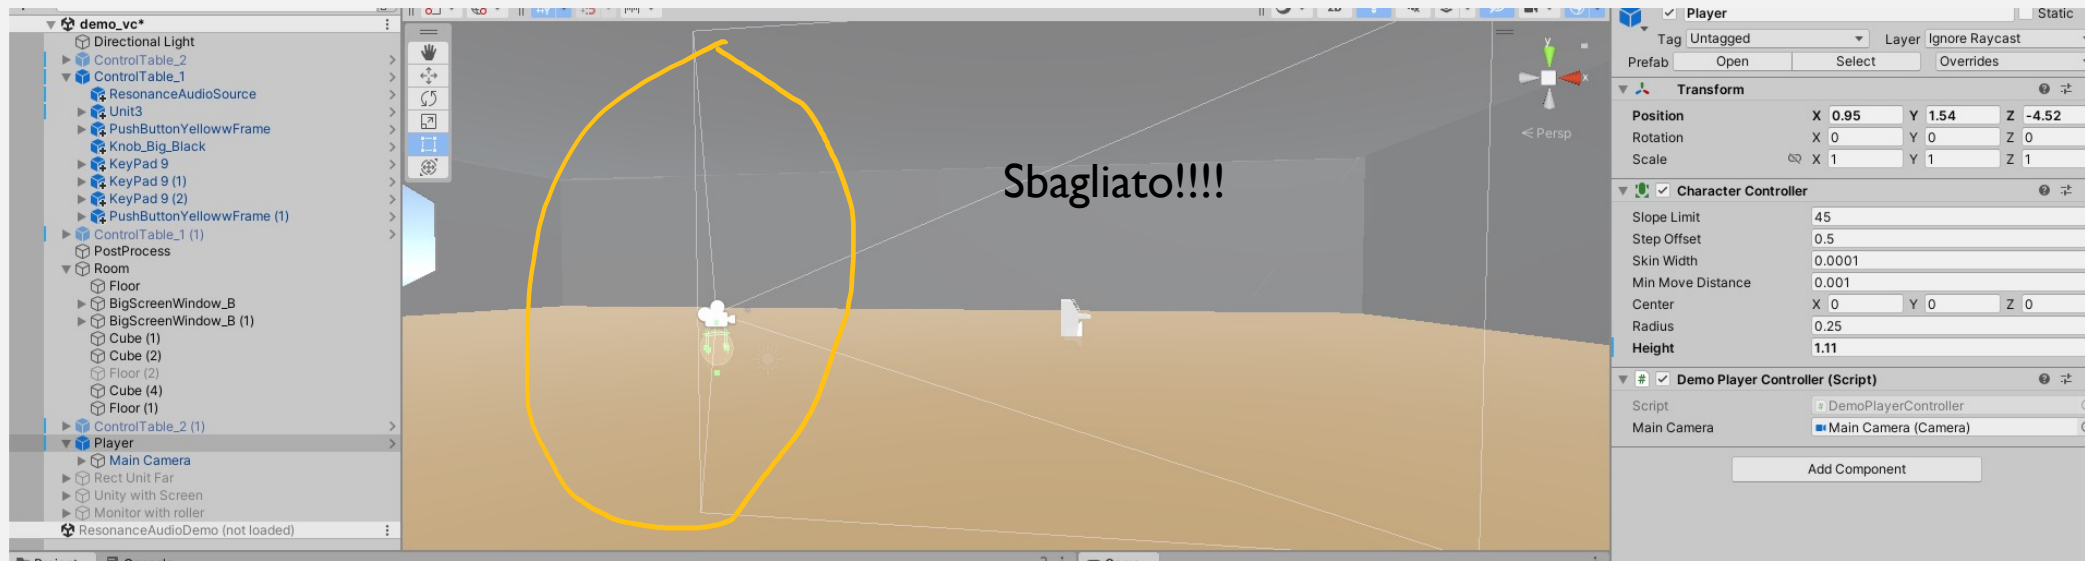 demo_vc*
Directional Light
ControlTable_2
ControlTable_1
ResonanceAudioSource
Unit3
PushButtonYellowwFrame
Knob_Big_Black
KeyPad 9
KeyPad 9 (1)
KeyPad 9 (2)
PushButtonYellowwFrame (1)
ControlTable_1 (1)
PostProcess
Room
Floor
BigScreenWindow_B
BigScreenWindow_B (1)
Cube (1)
Cube (2)
Floor (2)
Cube (4)
Floor (1)
ControlTable_2 (1)
Player
Main Camera
Rect Unit Far
Unity with Screen
Monitor with roller
ResonanceAudioDemo (not loaded)
y
x
Persp
Sbagliato!!!!
Player Static
Tag Untagged Layer Ignore Raycast
Prefab Open Select Overrides
Transform
Position X 0.95 Y 1.54 Z -4.52
Rotation X 0 Y 0 Z 0
Scale X 1 Y 1 Z 1
Character Controller
Slope Limit 45
Step Offset 0.5
Skin Width 0.0001
Min Move Distance 0.001
Center X 0 Y 0 Z 0
Radius 0.25
Height 1.11
# Demo Player Controller (Script)
Script # DemoPlayerController
Main Camera Main Camera (Camera)
Add Component